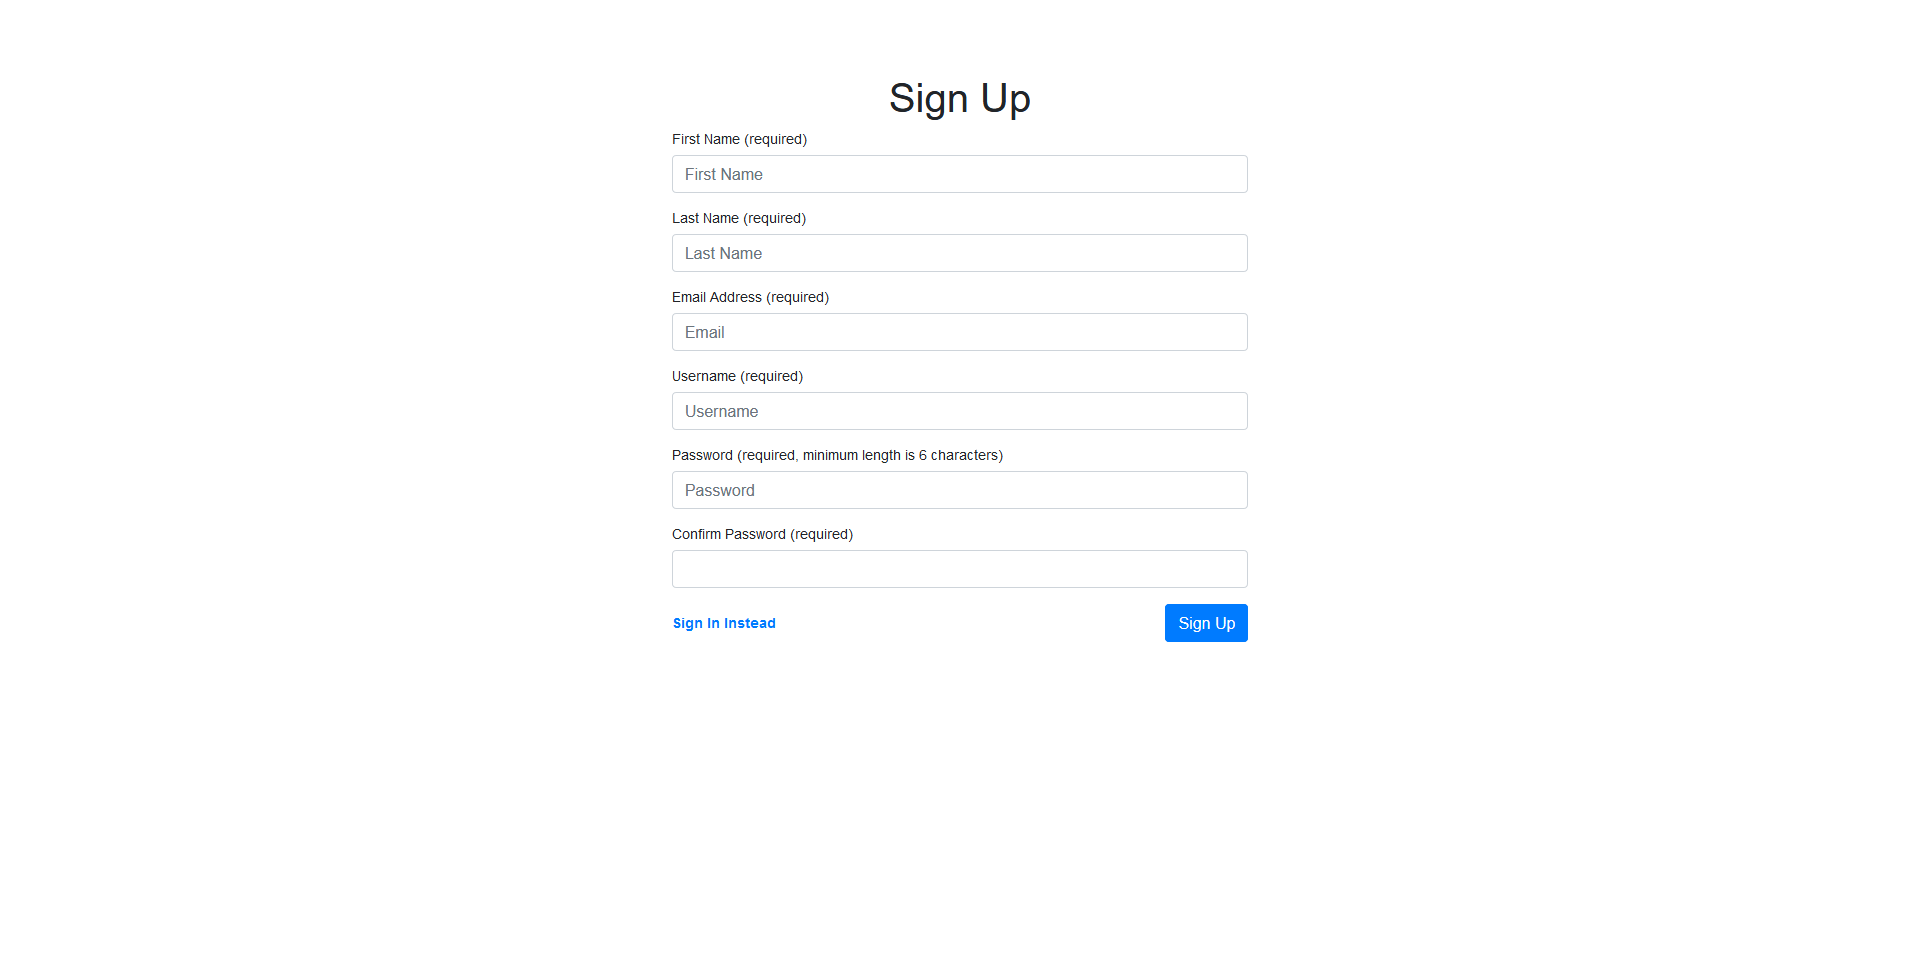 Sign Up
First Name (required)
First Name
Last Name (required)
Last Name
Email Address (required)
Email
Username (required)
Username
Password (required, minimum length is 6 characters)
Password
Confirm Password (required)
Sign In Instead
Sign Up